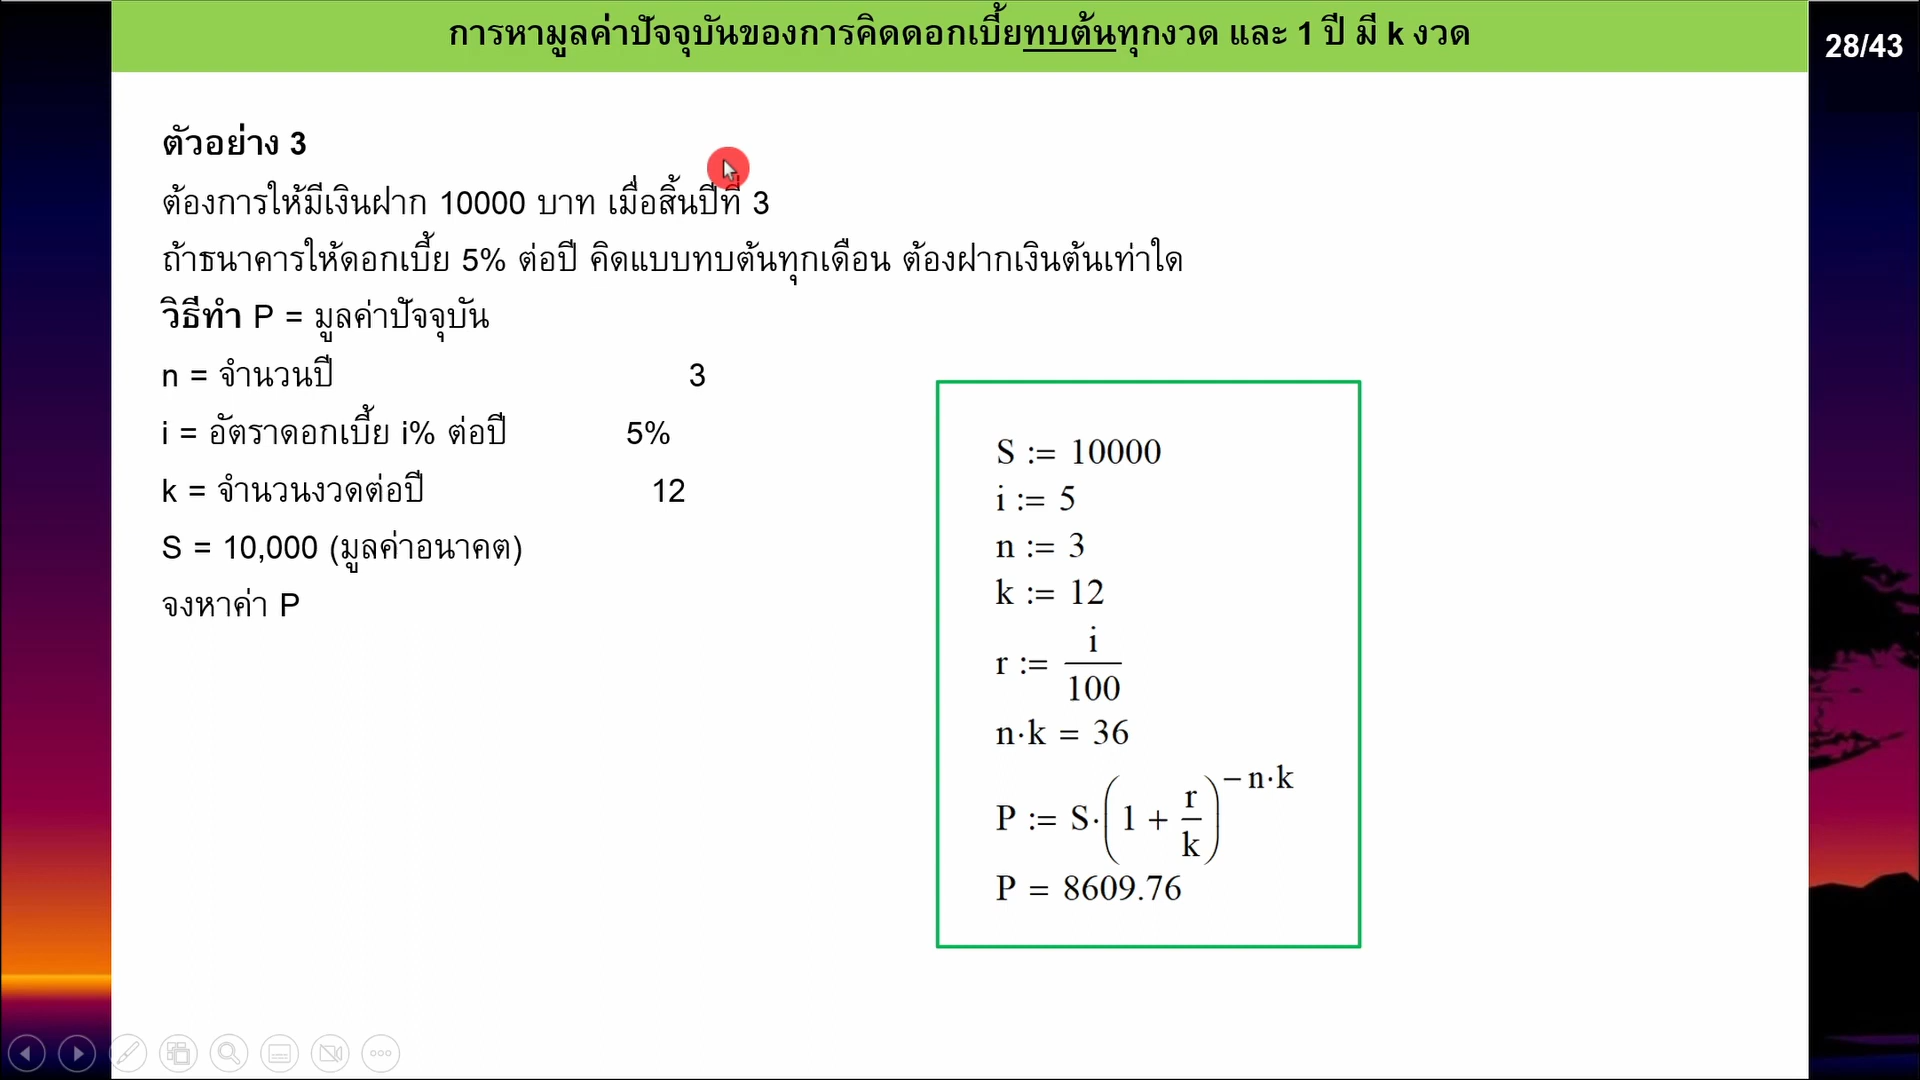 การหามูลค่าปัจจุบันของการคิดดอกเบี้ยทบต้นทุกงวด และ 1 ปี มี k งวด
28/43
ตัวอย่าง 3
ต้องการให้มีเงินฝาก 10000 บาท เมื่อสิ้นปีที่ 3
ถ้าธนาคารให้ดอกเบี้ย 5% ต่อปี คิดแบบทบต้นทุกเดือน ต้องฝากเงินต้นเท่าใด
วิธีทำ P = มูลค่าปัจจุบัน
n = จำนวนปี 3
i = อัตราดอกเบี้ย i% ต่อปี 5%
k = จำนวนงวดต่อปี 12
S = 10,000 (มูลค่าอนาคต)
จงหาค่า P
S := 10000
i := 5
n := 3
k := 12
r := i/100
n·k = 36
P := S·(1 + r/k)^(−n·k)
P = 8609.76